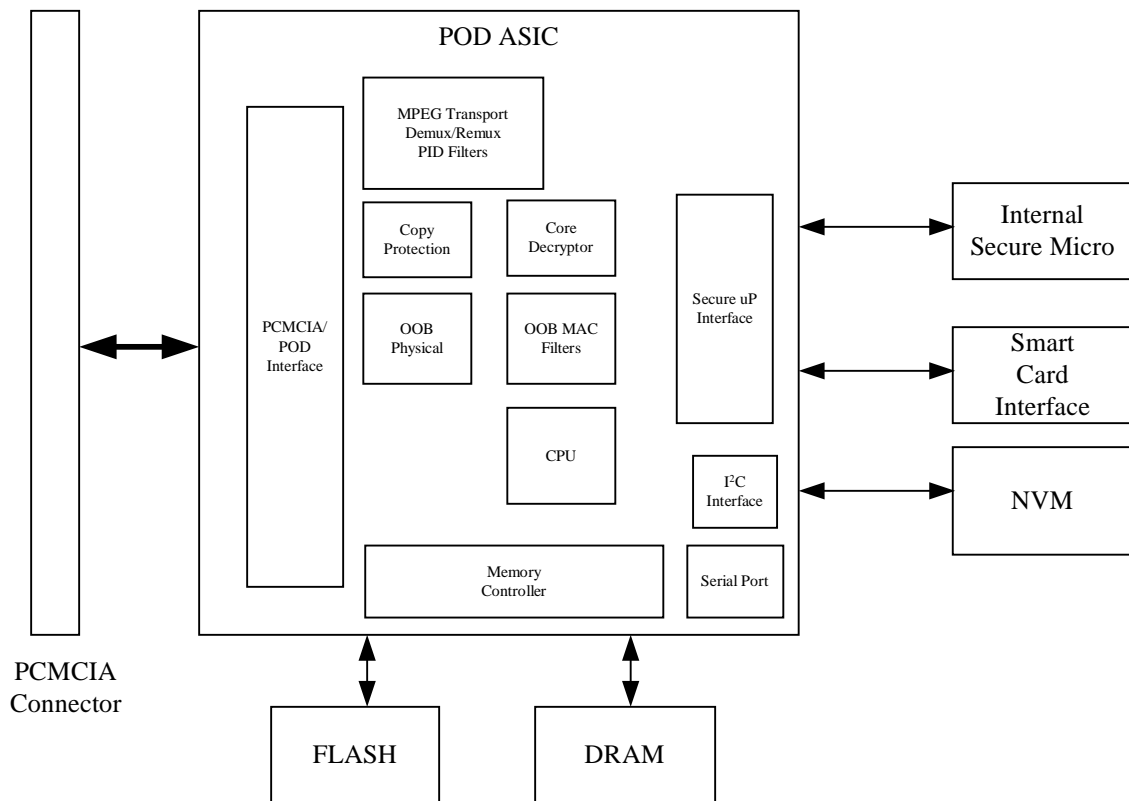 POD ASIC
MPEG Transport
Demux/Remux
PID Filters
Copy
Protection
Core
Decryptor
PCMCIA/
POD
Interface
OOB
Physical
OOB MAC
Filters
Secure uP
Interface
CPU
I²C
Interface
Memory
Controller
Serial Port
Internal
Secure Micro
Smart
Card
Interface
NVM
PCMCIA
Connector
FLASH
DRAM